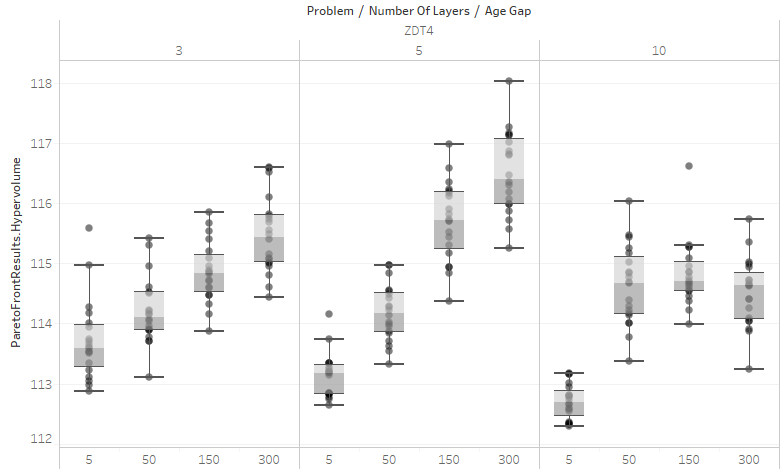 Problem / Number Of Layers / Age Gap
ZDT4
3 5 10
ParetoFrontResults.Hypervolume
118
117
116
115
114
113
112
5 50 150 300 5 50 150 300 5 50 150 300